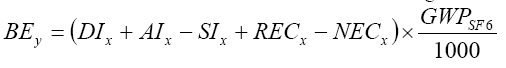 BE_y = (DI_x + AI_x − SI_x + REC_x − NEC_x) × GWP_SF6 / 1000